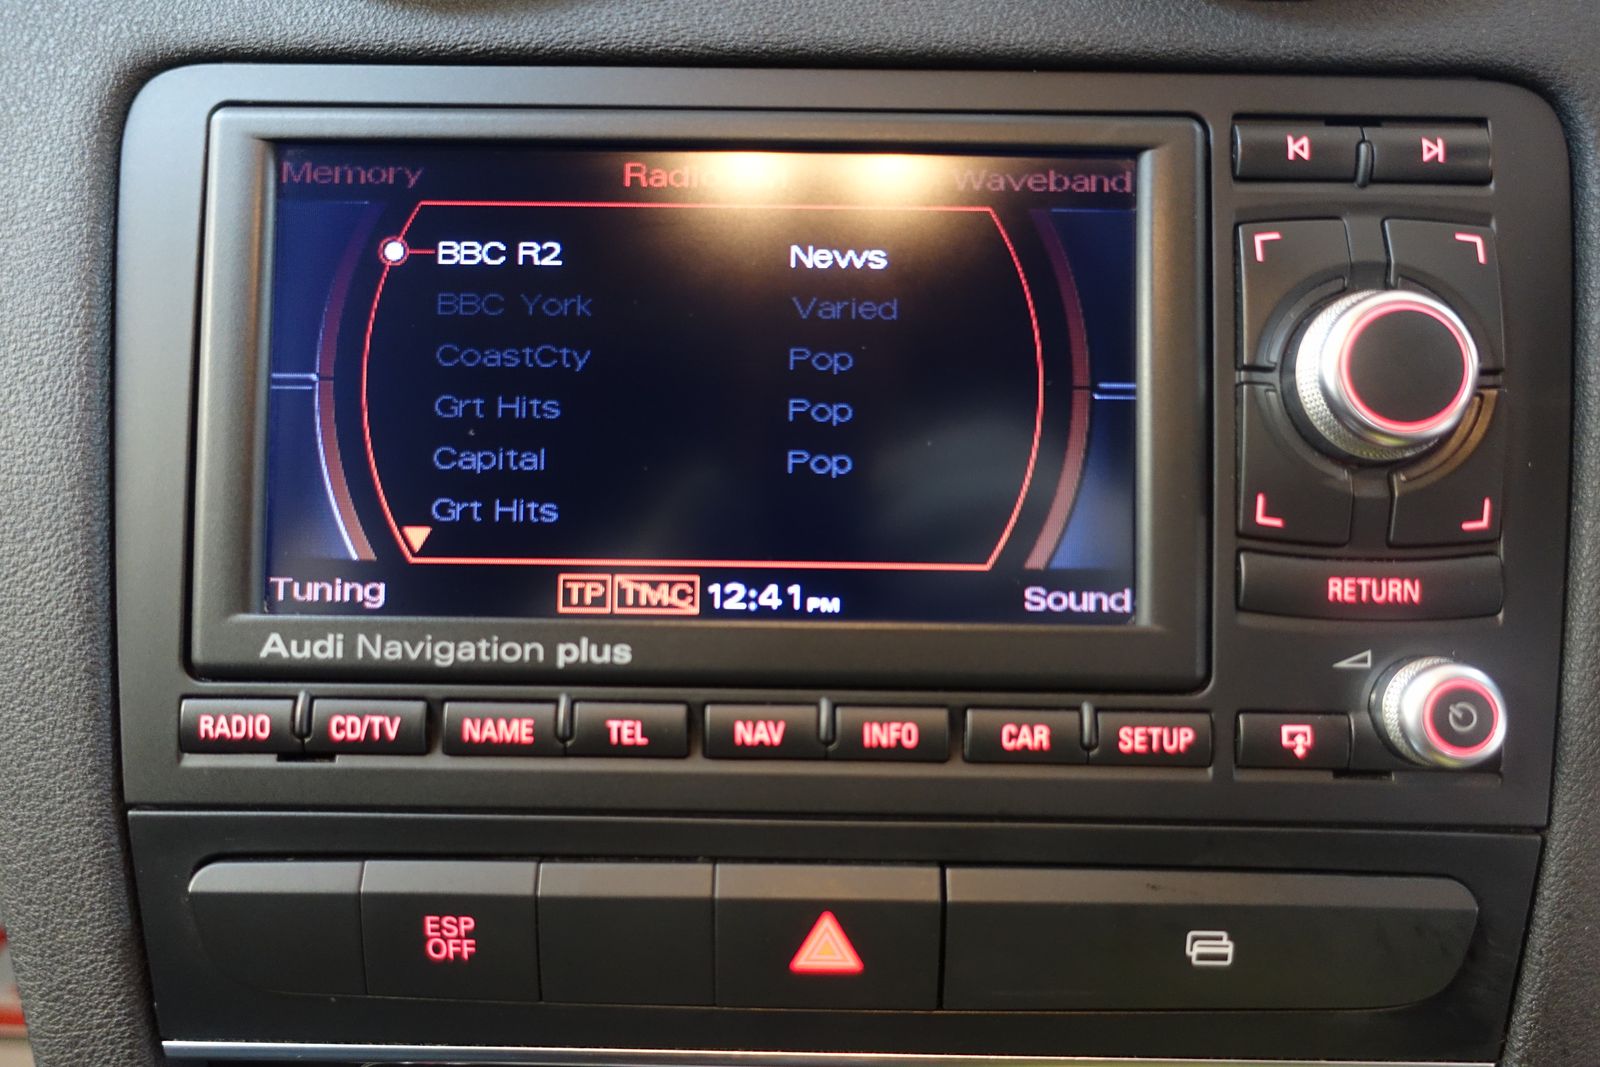 Memory Radio Waveband
BBC R2 News
BBC York Varied
CoastCty Pop
Grt Hits Pop
Capital Pop
Grt Hits
Tuning TP TMC 12:41 PM Sound
Audi Navigation plus
RETURN
RADIO CD/TV NAME TEL NAV INFO CAR SETUP
ESP
OFF